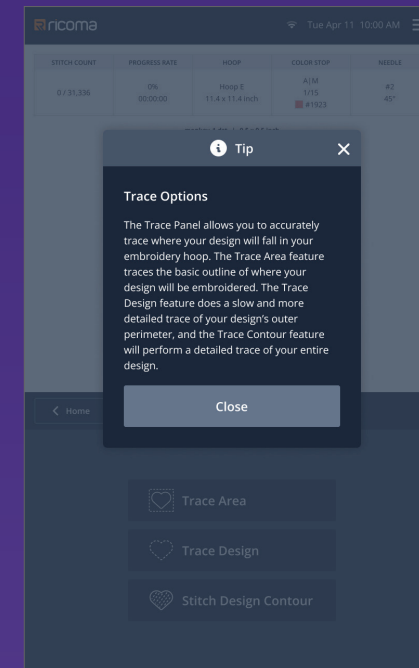 ricoma
Tue Apr 11 10:00 AM
STITCH COUNT PROGRESS RATE HOOP COLOR STOP NEEDLE
0 / 31,336 0% 00:00:00 Hoop E 11.4 x 11.4 inch A|M 1/15 #1923 #2 45°
Tip
Trace Options
The Trace Panel allows you to accurately
trace where your design will fall in your
embroidery hoop. The Trace Area feature
traces the basic outline of where your
design will be embroidered. The Trace
Design feature does a slow and more
detailed trace of your design's outer
perimeter, and the Trace Contour feature
will perform a detailed trace of your entire
design.
Close
Home
Trace Area
Trace Design
Stitch Design Contour